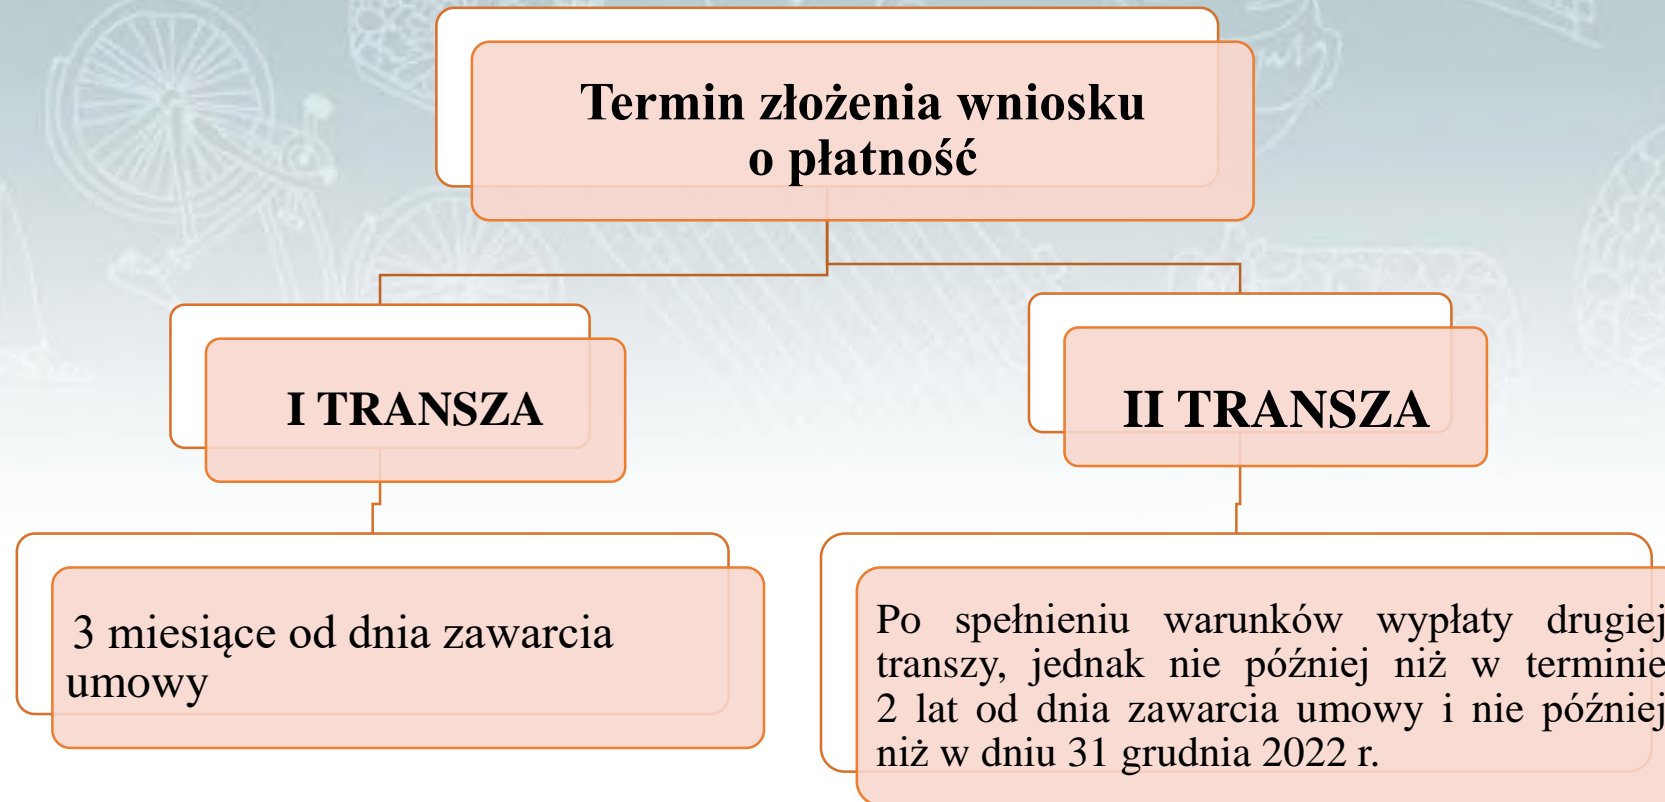 Termin złożenia wniosku
o płatność
I TRANSZA
II TRANSZA
3 miesiące od dnia zawarcia
umowy
Po spełnieniu warunków wypłaty drugiej
transzy, jednak nie później niż w terminie
2 lat od dnia zawarcia umowy i nie później
niż w dniu 31 grudnia 2022 r.